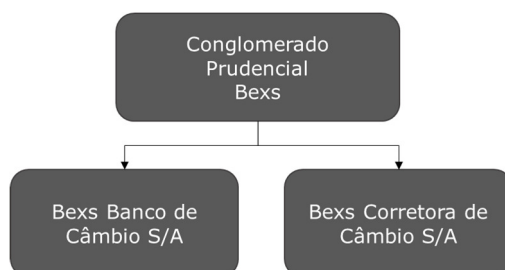 Conglomerado
Prudencial
Bexs
Bexs Banco de
Câmbio S/A
Bexs Corretora de
Câmbio S/A